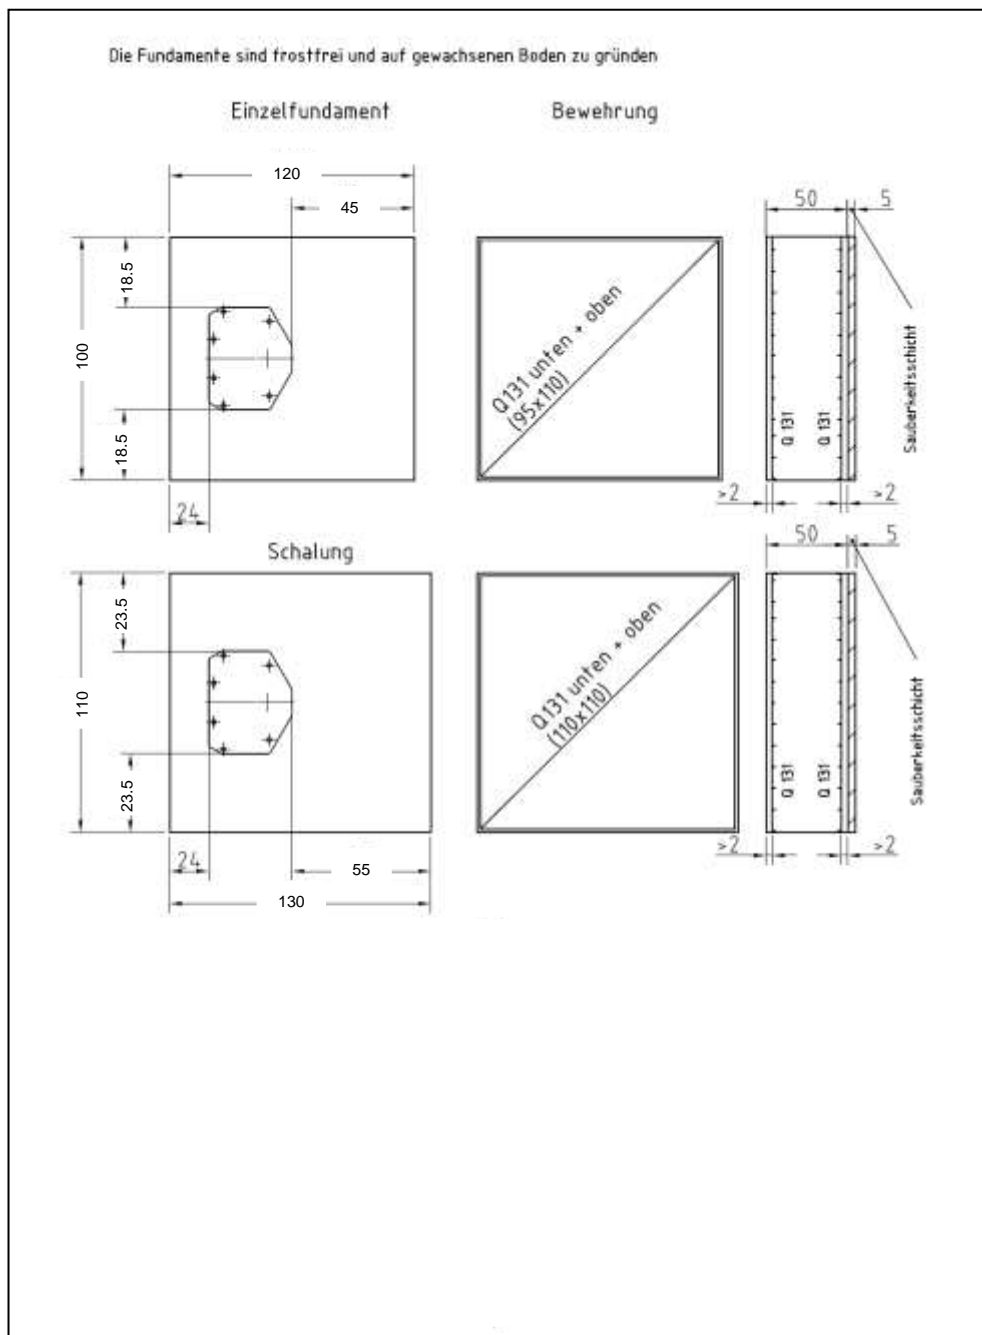 Die Fundamente sind frostfrei und auf gewachsenen Boden zu gründen
Einzelfundament
Bewehrung
120
45
18.5
100
18.5
24
Q131 unten + oben
(95x110)
50
5
Q 131
Q 131
Sauberkeitsschicht
>2
>2
Schalung
23.5
110
23.5
24
55
130
Q131 unten + oben
(110x110)
50
5
Q 131
Q 131
Sauberkeitsschicht
>2
>2